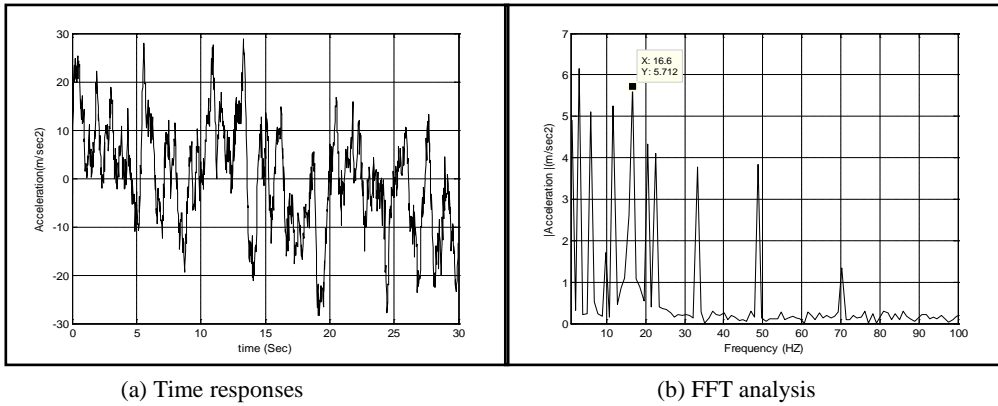 30
20
10
0
-10
-20
-30
0 5 10 15 20 25 30
Acceleration(m/sec2)
time (Sec)
7
6
5
4
3
2
1
0
10 20 30 40 50 60 70 80 90 100
|Acceleration |(m/sec2)
Frequency (HZ)
X: 16.6
Y: 5.712
(a) Time responses
(b) FFT analysis